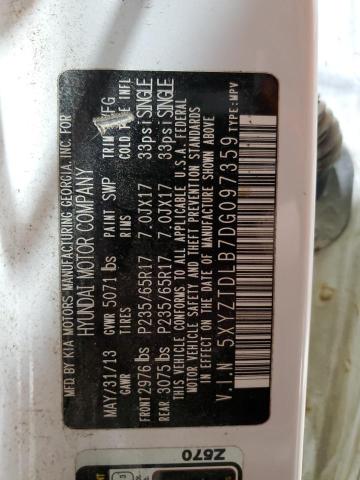 MFD. BY KIA MOTORS MANUFACTURING GEORGIA, INC. FOR
HYUNDAI MOTOR COMPANY
MAY/31/13 GVWR 5071 lbs PAINT SWP TRIM
GAWR TIRES RIMS COLD INFL
FRONT 2976 lbs P235/65R17 7.0JX17 33psi SINGLE
REAR 3075 lbs P235/65R17 7.0JX17 33psi SINGLE
THIS VEHICLE CONFORMS TO ALL APPLICABLE U.S. FEDERAL
MOTOR VEHICLE SAFETY AND THEFT PREVENTION STANDARDS
IN EFFECT ON THE DATE OF MANUFACTURE SHOWN ABOVE.
V.I.N 5XYZTDLB7DG097359 TYPE:MPV
Z670